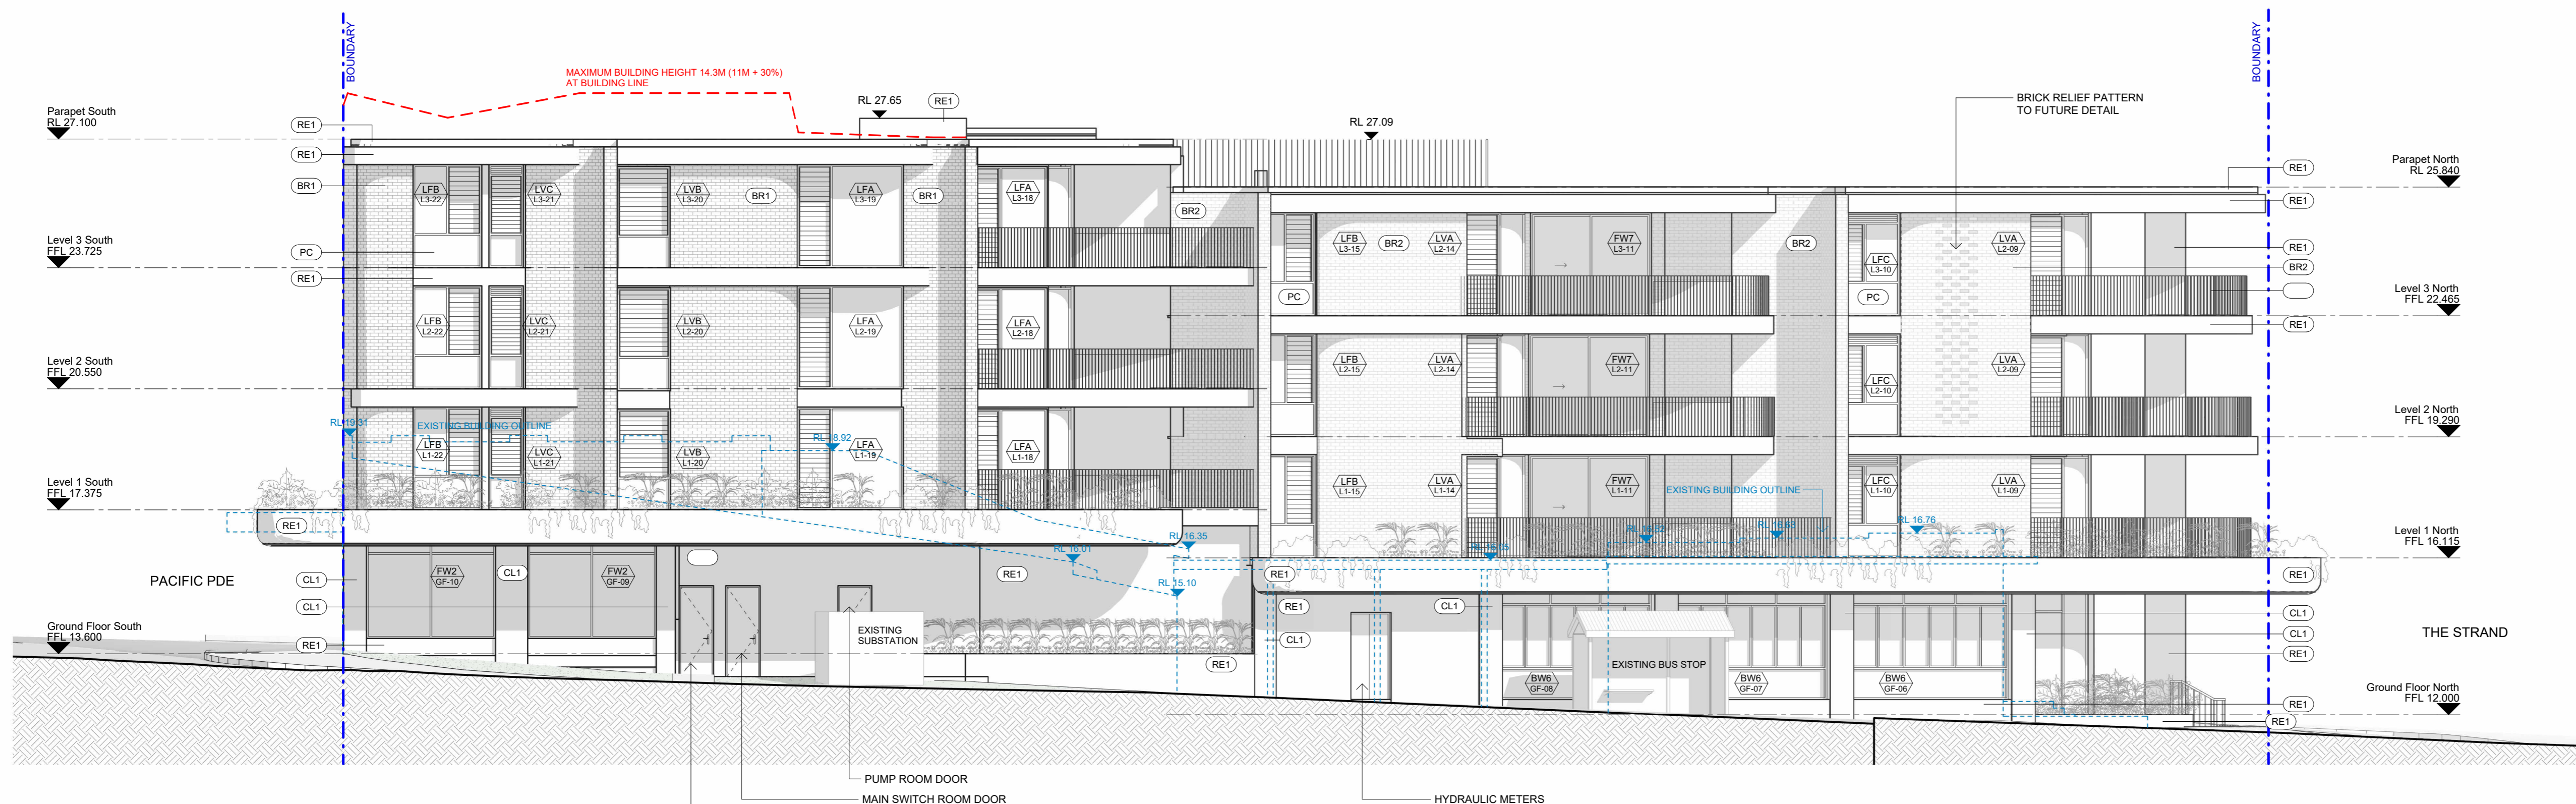 BOUNDARY
BOUNDARY
MAXIMUM BUILDING HEIGHT 14.3M (11M + 30%)
AT BUILDING LINE
RL 27.65
RE1
RL 27.09
BRICK RELIEF PATTERN
TO FUTURE DETAIL
Parapet South
RL 27.100
RE1
RE1
BR1
PC
RE1
Level 3 South
FFL 23.725
Level 2 South
FFL 20.550
Level 1 South
FFL 17.375
Ground Floor South
FFL 13.600
PACIFIC PDE
LFB
L3-22
LVC
L3-21
LVB
L3-20
BR1
LFA
L3-19
BR1
LFA
L3-18
BR2
LFB
L3-15
BR2
LVA
L2-14
FW7
L3-11
BR2
LFC
L3-10
LVA
L2-09
PC
PC
LFB
L2-22
LVC
L2-21
LVB
L2-20
LFA
L2-19
LFA
L2-18
LFB
L2-15
LVA
L2-14
FW7
L2-11
LFC
L2-10
LVA
L2-09
RL 19.31
EXISTING BUILDING OUTLINE
RL 18.92
LFB
L1-22
LVC
L1-21
LVB
L1-20
LFA
L1-19
LFA
L1-18
LFB
L1-15
LVA
L1-14
FW7
L1-11
LFC
L1-10
LVA
L1-09
EXISTING BUILDING OUTLINE
RL 16.76
RE1
RL 16.01
RL 16.35
RL 15.10
RL 16.05
CL1
FW2
GF-10
CL1
FW2
GF-09
RE1
RE1
RE1
CL1
RE1
CL1
CL1
RE1
EXISTING
SUBSTATION
RE1
EXISTING BUS STOP
BW6
GF-08
BW6
GF-07
BW6
GF-06
PUMP ROOM DOOR
MAIN SWITCH ROOM DOOR
HYDRAULIC METERS
RE1
RE1
RE1
BR2
RE1
RE1
CL1
CL1
RE1
RE1
RE1
Parapet North
RL 25.840
Level 3 North
FFL 22.465
Level 2 North
FFL 19.290
Level 1 North
FFL 16.115
THE STRAND
Ground Floor North
FFL 12.000